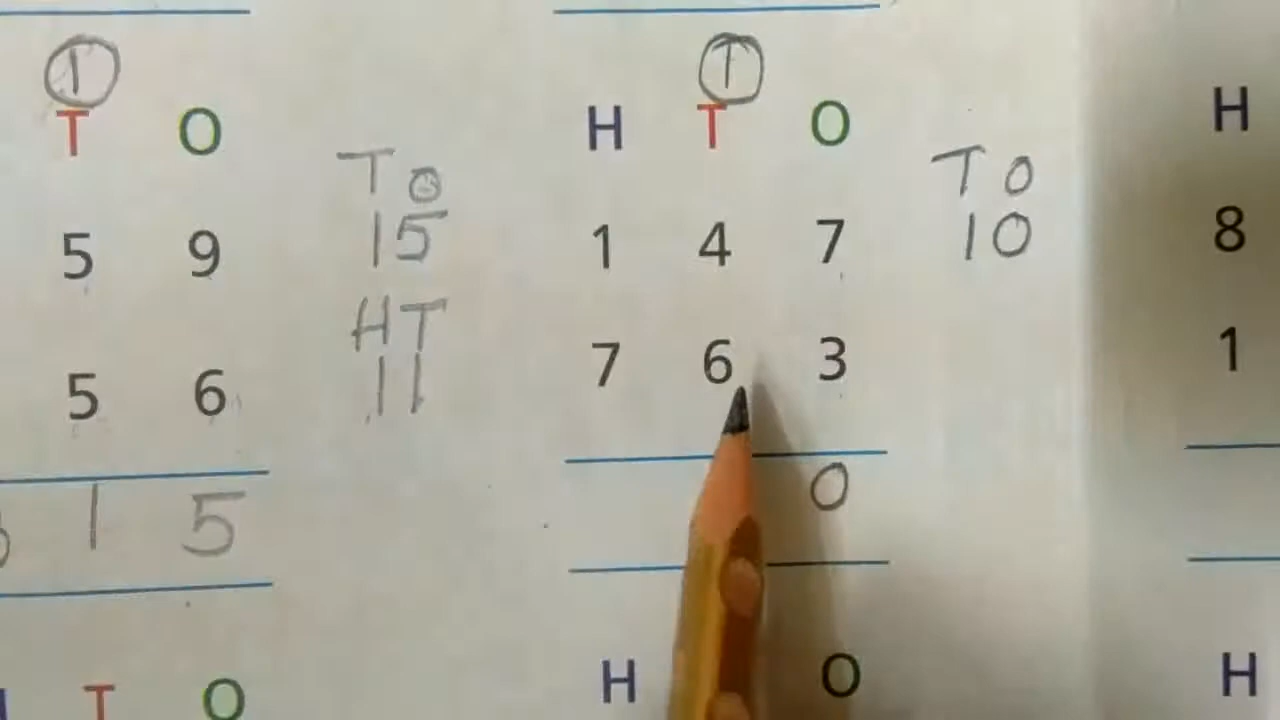 1 1
T O H T O H
T O T O
5 9 15 1 4 7 10 8
H T
5 6 11 7 6 3 1
1 5 0
T O H O H